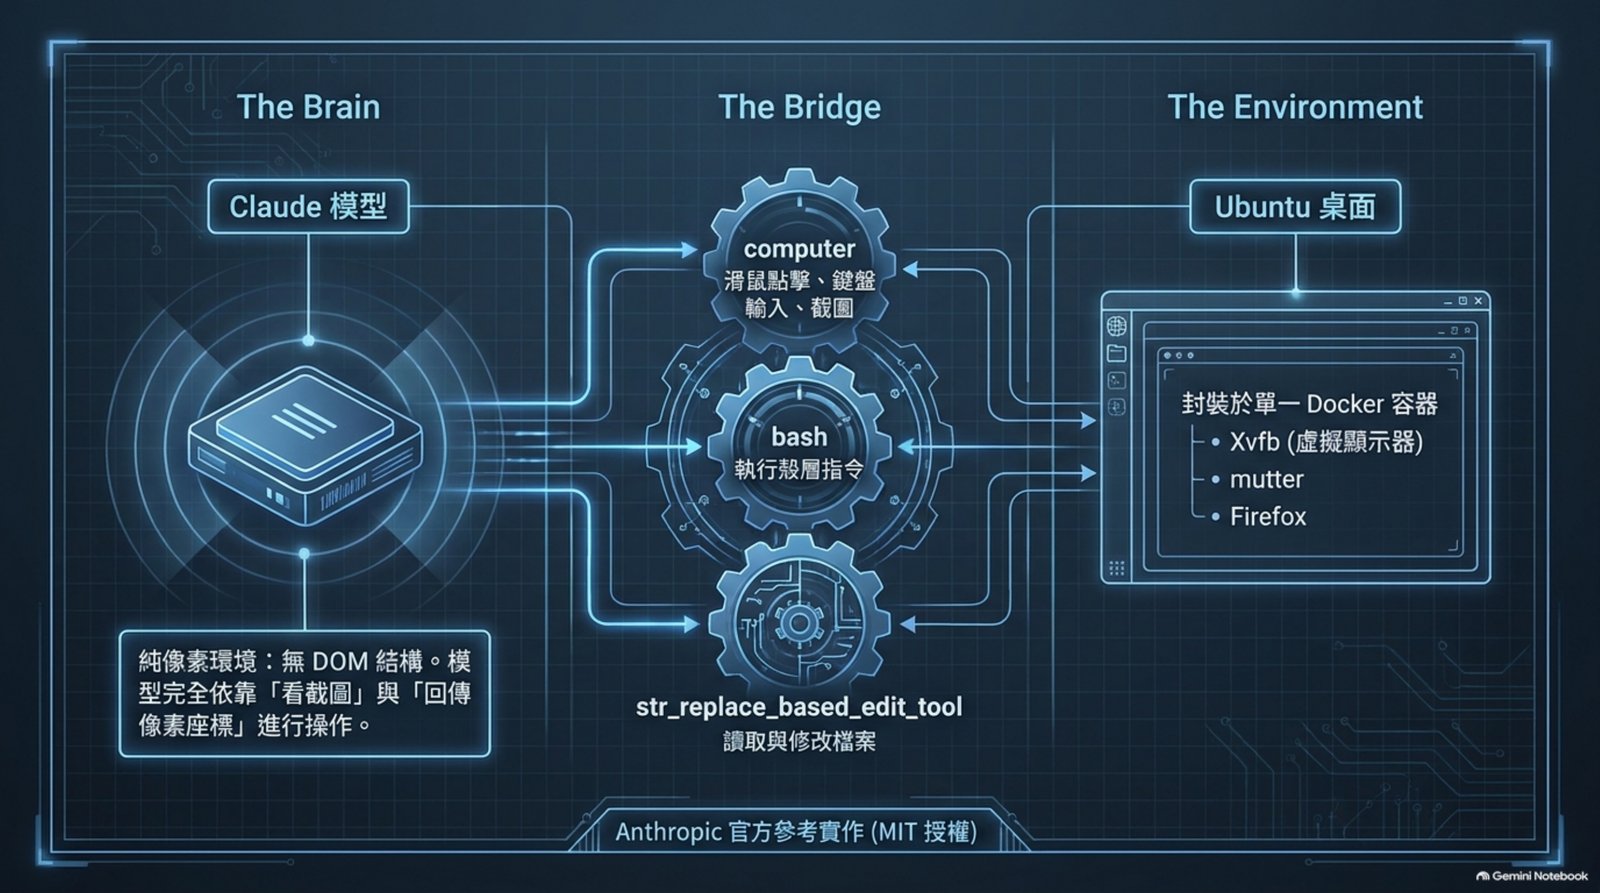 The Brain
The Bridge
The Environment
Claude 模型
純像素環境：無 DOM 結構。模
型完全依靠「看截圖」與「回傳
像素座標」進行操作。
computer
滑鼠點擊、鍵盤
輸入、截圖
bash
執行殼層指令
str_replace_based_edit_tool
讀取與修改檔案
Ubuntu 桌面
封裝於單一 Docker 容器
• Xvfb (虛擬顯示器)
• mutter
• Firefox
Anthropic 官方參考實作 (MIT 授權)
Gemini Notebook